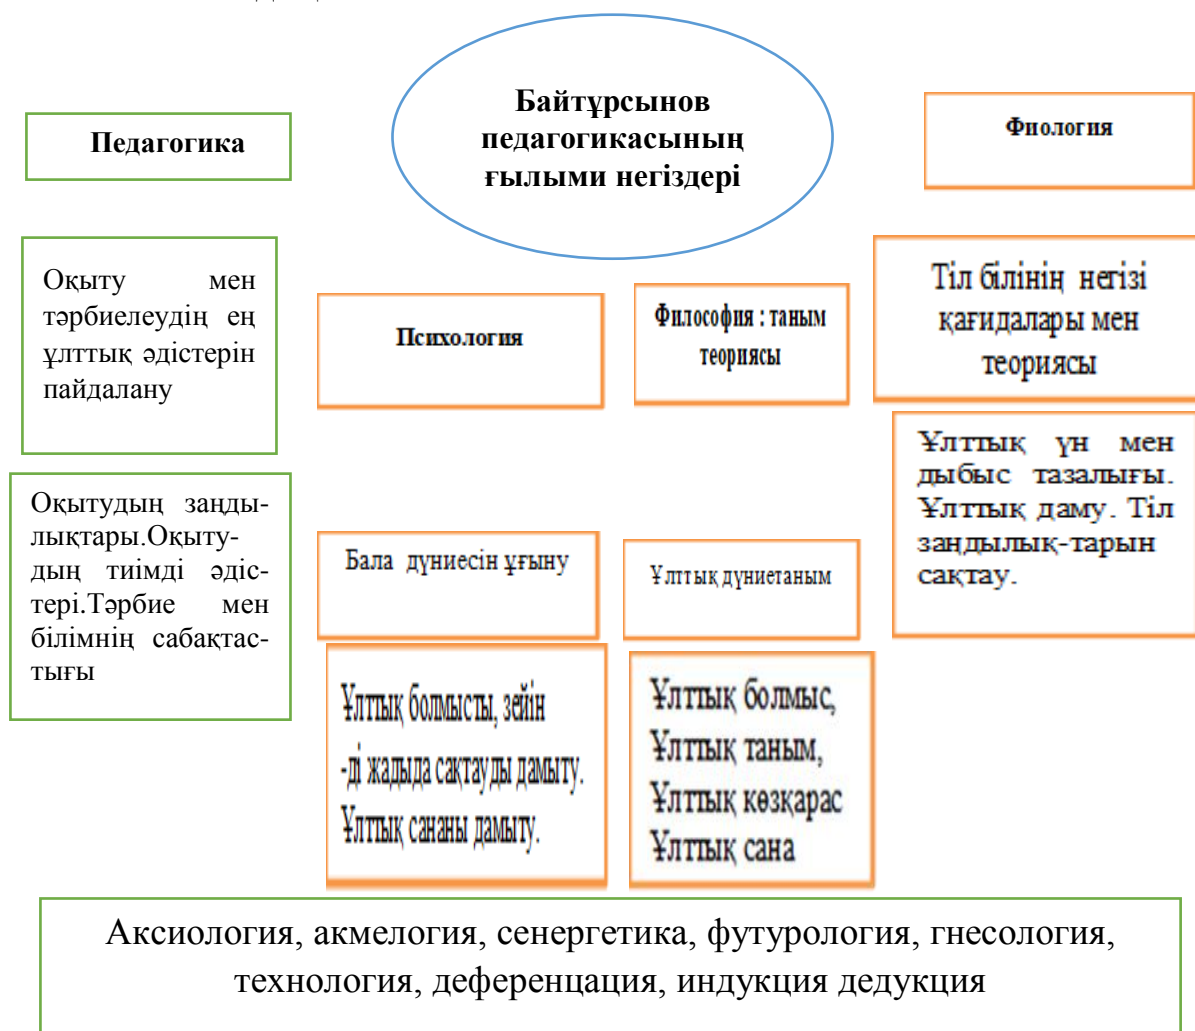 Байтұрсынов
педагогикасының
ғылыми негіздері
Педагогика
Фиология
Оқыту мен
тәрбиелеудің ең
ұлттық әдістерін
пайдалану
Психология
Философия : таным
теориясы
Тіл білінің негізі
қағидалары мен
теориясы
Оқытудың заңды-
лықтары.Оқыту-
дың тиімді әдіс-
тері.Тәрбие мен
білімнің сабақтас-
тығы
Бала дүниесін ұғыну
Ұлттық дүниетаным
Ұлттық үн мен
дыбыс тазалығы.
Ұлттық даму. Тіл
заңдылық-тарын
сақтау.
Ұлттық болмысты, зейін
-ді жадыда сақтауды дамыту.
Ұлттық сананы дамыту.
Ұлттық болмыс,
Ұлттық таным,
Ұлттық көзқарас
Ұлттық сана
Аксиология, акмелогия, сенергетика, футурология, гнесология,
технология, деференцация, индукция дедукция